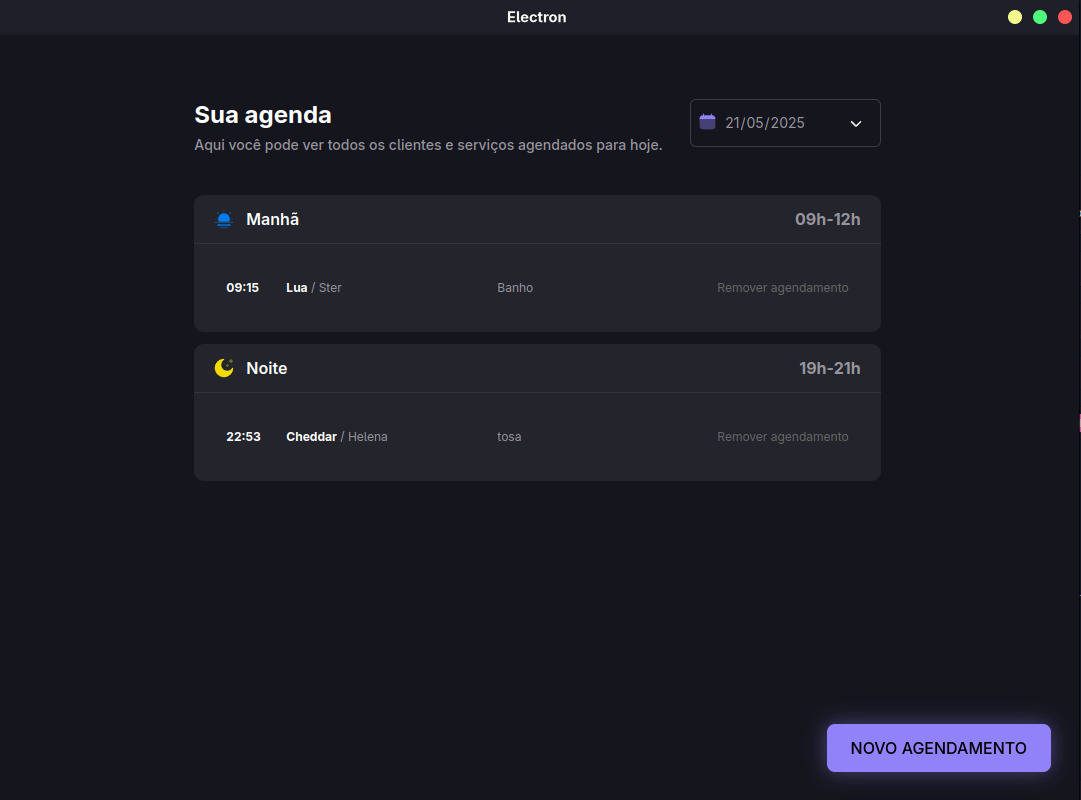 Electron
Sua agenda
Aqui você pode ver todos os clientes e serviços agendados para hoje.
21/05/2025
Manhã 09h-12h
09:15 Lua / Ster Banho Remover agendamento
Noite 19h-21h
22:53 Cheddar / Helena tosa Remover agendamento
NOVO AGENDAMENTO